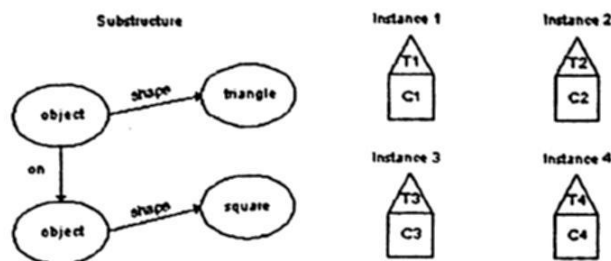 Substructure
object
shape
triangle
on
object
shape
square
Instance 1
T1
C1
Instance 2
T2
C2
Instance 3
T3
C3
Instance 4
T4
C4